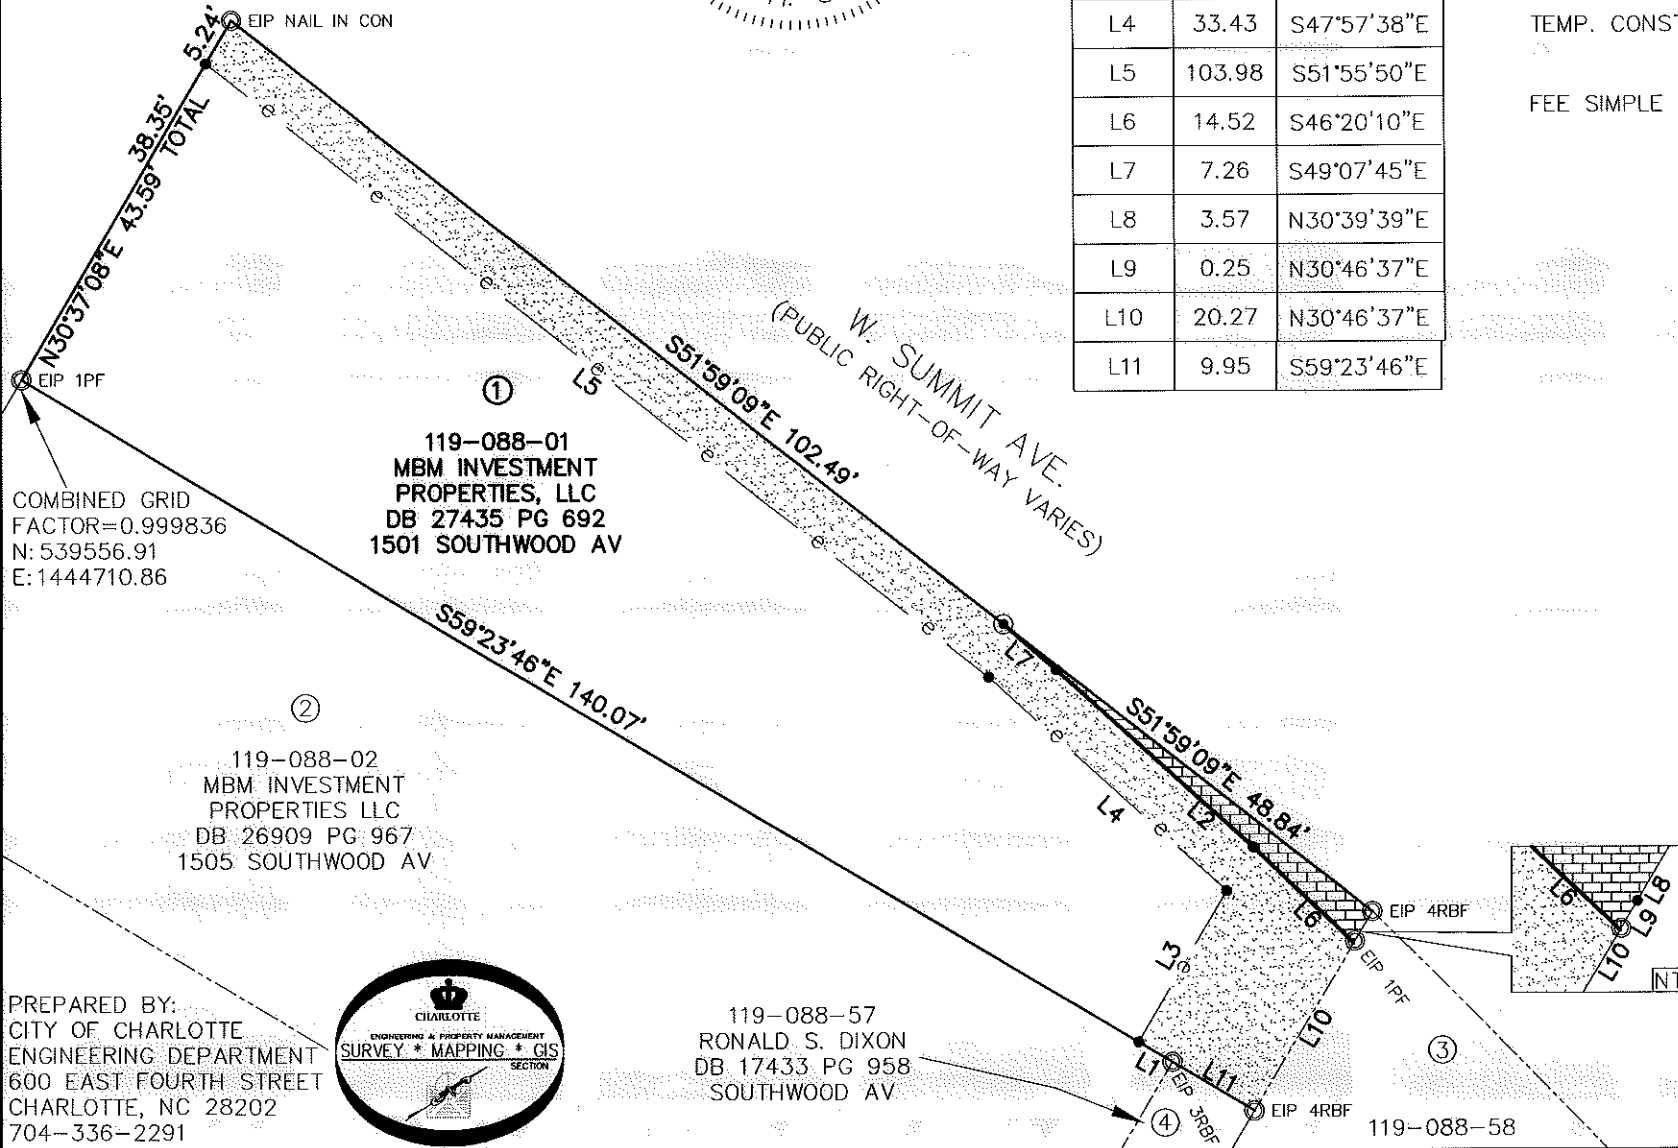 5.24'
EIP NAIL IN CON
38.35'
N30°37'08"E 43.59' TOTAL
EIP 1PF
COMBINED GRID
FACTOR=0.999836
N: 539556.91
E: 1444710.86
①
119-088-01
MBM INVESTMENT
PROPERTIES, LLC
DB 27435 PG 692
1501 SOUTHWOOD AV
L5
S51°59'09"E 102.49'
W. SUMMIT AVE.
(PUBLIC RIGHT-OF-WAY VARIES)
L4 33.43 S47°57'38"E
L5 103.98 S51°55'50"E
L6 14.52 S46°20'10"E
L7 7.26 S49°07'45"E
L8 3.57 N30°39'39"E
L9 0.25 N30°46'37"E
L10 20.27 N30°46'37"E
L11 9.95 S59°23'46"E
TEMP. CONS
FEE SIMPLE
S59°23'46"E 140.07'
②
119-088-02
MBM INVESTMENT
PROPERTIES LLC
DB 26909 PG 967
1505 SOUTHWOOD AV
L7
S51°59'09"E 48.84'
L2
L4
L6
EIP 4RBF
EIP 1PF
L3
L10
L1
L11
EIP 3RBF
EIP 4RBF
④
③
119-088-58
L6
L8
L9
L10
NT
119-088-57
RONALD S. DIXON
DB 17433 PG 958
SOUTHWOOD AV
PREPARED BY:
CITY OF CHARLOTTE
ENGINEERING DEPARTMENT
600 EAST FOURTH STREET
CHARLOTTE, NC 28202
704-336-2291
CHARLOTTE
ENGINEERING & PROPERTY MANAGEMENT
SURVEY * MAPPING * GIS
SECTION
e
e
e
e
e
e
e
e
e
e